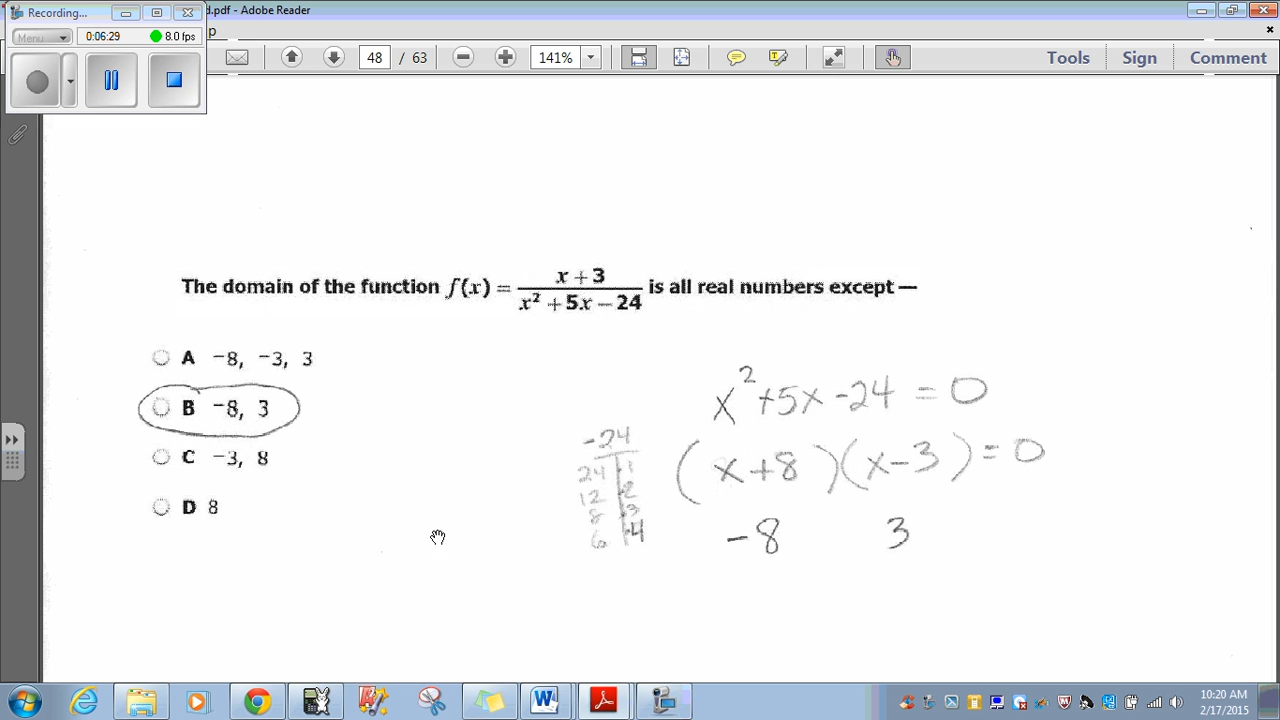 Recording...
d.pdf - Adobe Reader
Menu
0:06:29
8.0 fps
p
48 / 63
141%
Tools
Sign
Comment
The domain of the function f(x) = x + 3 / x² + 5x − 24 is all real numbers except —
A ⁻8, ⁻3, 3
B ⁻8, 3
C ⁻3, 8
D 8
x² +5x -24 = 0
(x+8)(x-3) = 0
-8 3
-24
24 -1
12 -2
8 -3
6 -4
10:20 AM
2/17/2015